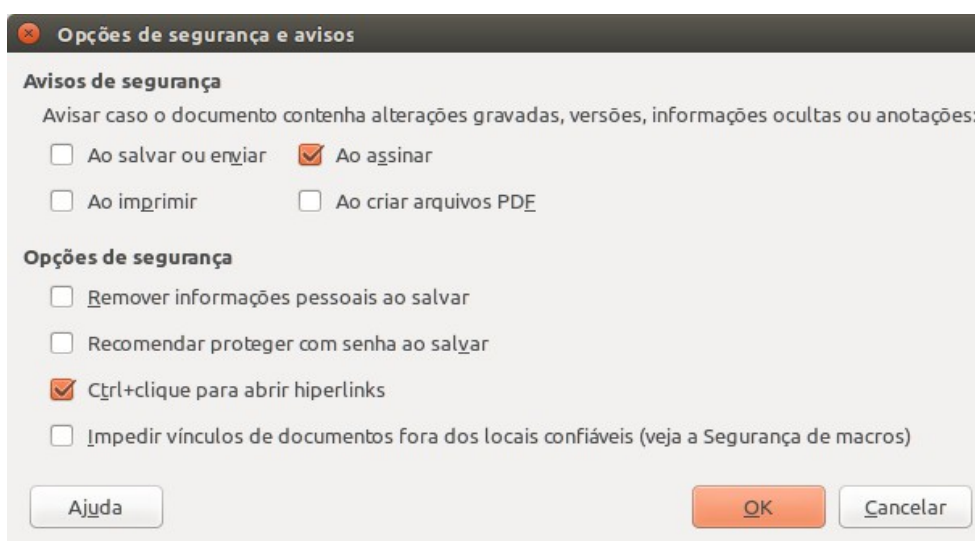 Opções de segurança e avisos
Avisos de segurança
Avisar caso o documento contenha alterações gravadas, versões, informações ocultas ou anotações:
Ao salvar ou enviar Ao assinar
Ao imprimir Ao criar arquivos PDF
Opções de segurança
Remover informações pessoais ao salvar
Recomendar proteger com senha ao salvar
Ctrl+clique para abrir hiperlinks
Impedir vínculos de documentos fora dos locais confiáveis (veja a Segurança de macros)
Ajuda OK Cancelar